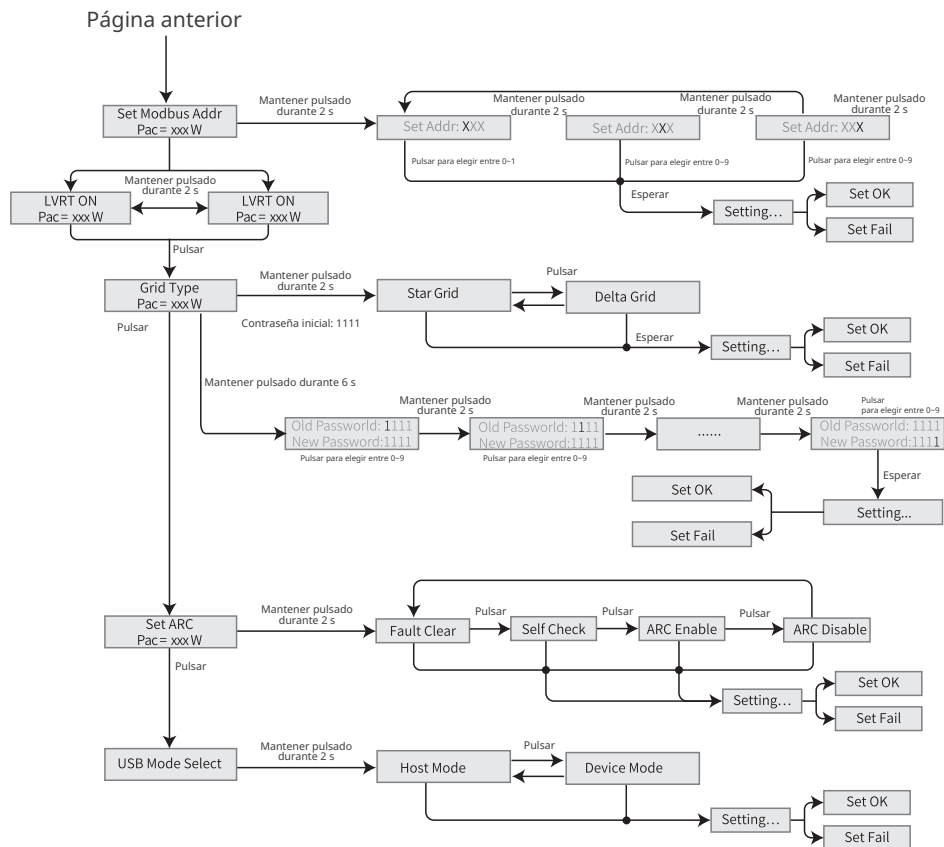 Página anterior
Set Modbus Addr
Pac = xxx W
Mantener pulsado
durante 2 s
Set Addr: XXX
Mantener pulsado
durante 2 s
Set Addr: XXX
Mantener pulsado
durante 2 s
Set Addr: XXX
Mantener pulsado
durante 2 s
Pulsar para elegir entre 0~1
Pulsar para elegir entre 0~9
Pulsar para elegir entre 0~9
Esperar
Setting...
Set OK
Set Fail
LVRT ON
Pac = xxx W
Mantener pulsado
durante 2 s
LVRT ON
Pac = xxx W
Pulsar
Grid Type
Pac = xxx W
Mantener pulsado
durante 2 s
Star Grid
Pulsar
Delta Grid
Pulsar
Contraseña inicial: 1111
Esperar
Setting...
Set OK
Set Fail
Mantener pulsado durante 6 s
Old Passworld: 1111
New Password:1111
Pulsar para elegir entre 0~9
Mantener pulsado
durante 2 s
Old Passworld: 1111
New Password:1111
Pulsar para elegir entre 0~9
Mantener pulsado
durante 2 s
......
Mantener pulsado
durante 2 s
Pulsar
para elegir entre 0~9
Old Passworld: 1111
New Password:1111
Esperar
Setting...
Set OK
Set Fail
Set ARC
Pac = xxx W
Mantener pulsado
durante 2 s
Fault Clear
Pulsar
Self Check
Pulsar
ARC Enable
Pulsar
ARC Disable
Setting...
Set OK
Set Fail
Pulsar
USB Mode Select
Mantener pulsado
durante 2 s
Host Mode
Pulsar
Device Mode
Setting...
Set OK
Set Fail